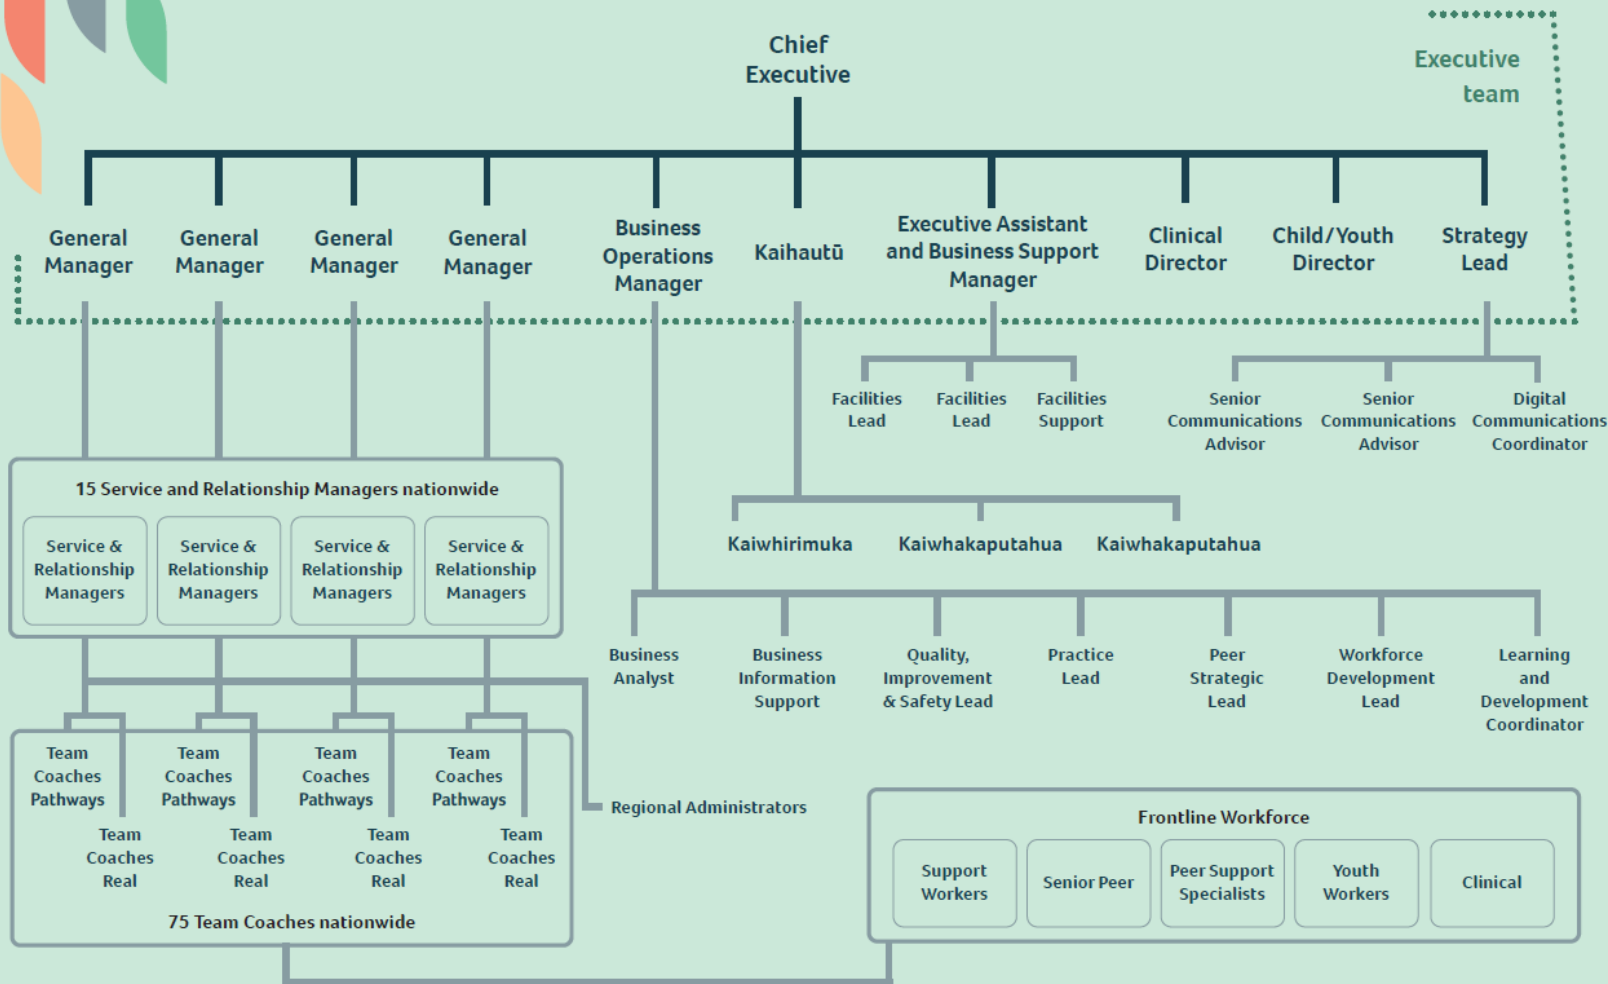 Chief
Executive
Executive
team
General
Manager
General
Manager
General
Manager
General
Manager
Business
Operations
Manager
Kaihautū
Executive Assistant
and Business Support
Manager
Clinical
Director
Child/Youth
Director
Strategy
Lead
Facilities
Lead
Facilities
Lead
Facilities
Support
Senior
Communications
Advisor
Senior
Communications
Advisor
Digital
Communications
Coordinator
15 Service and Relationship Managers nationwide
Service &
Relationship
Managers
Service &
Relationship
Managers
Service &
Relationship
Managers
Service &
Relationship
Managers
Kaiwhirimuka
Kaiwhakaputahua
Kaiwhakaputahua
Business
Analyst
Business
Information
Support
Quality,
Improvement
& Safety Lead
Practice
Lead
Peer
Strategic
Lead
Workforce
Development
Lead
Learning
and
Development
Coordinator
Team
Coaches
Pathways
Team
Coaches
Pathways
Team
Coaches
Pathways
Team
Coaches
Pathways
Team
Coaches
Real
Team
Coaches
Real
Team
Coaches
Real
Team
Coaches
Real
75 Team Coaches nationwide
Regional Administrators
Frontline Workforce
Support
Workers
Senior Peer
Peer Support
Specialists
Youth
Workers
Clinical